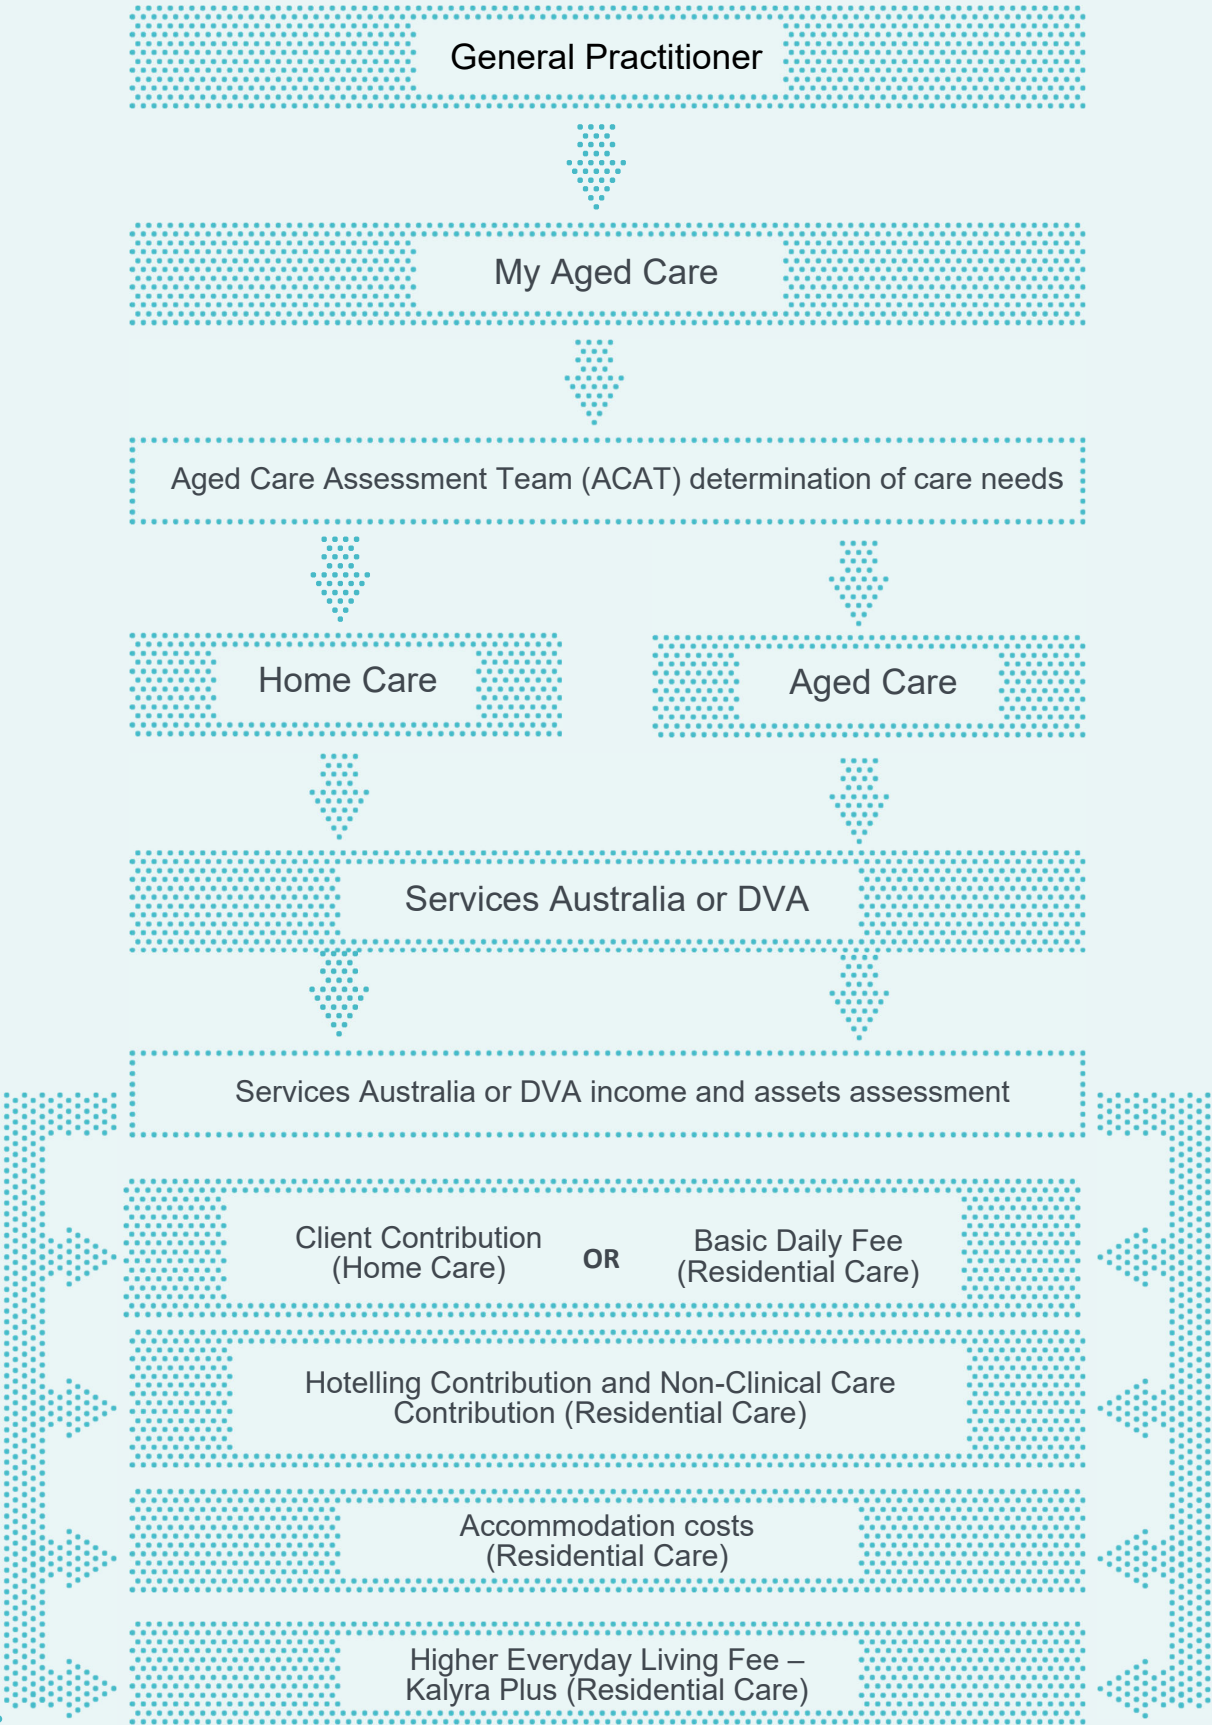 General Practitioner
My Aged Care
Aged Care Assessment Team (ACAT) determination of care needs
Home Care
Aged Care
Services Australia or DVA
Services Australia or DVA income and assets assessment
Client Contribution
(Home Care)
OR
Basic Daily Fee
(Residential Care)
Hotelling Contribution and Non-Clinical Care
Contribution (Residential Care)
Accommodation costs
(Residential Care)
Higher Everyday Living Fee –
Kalyra Plus (Residential Care)